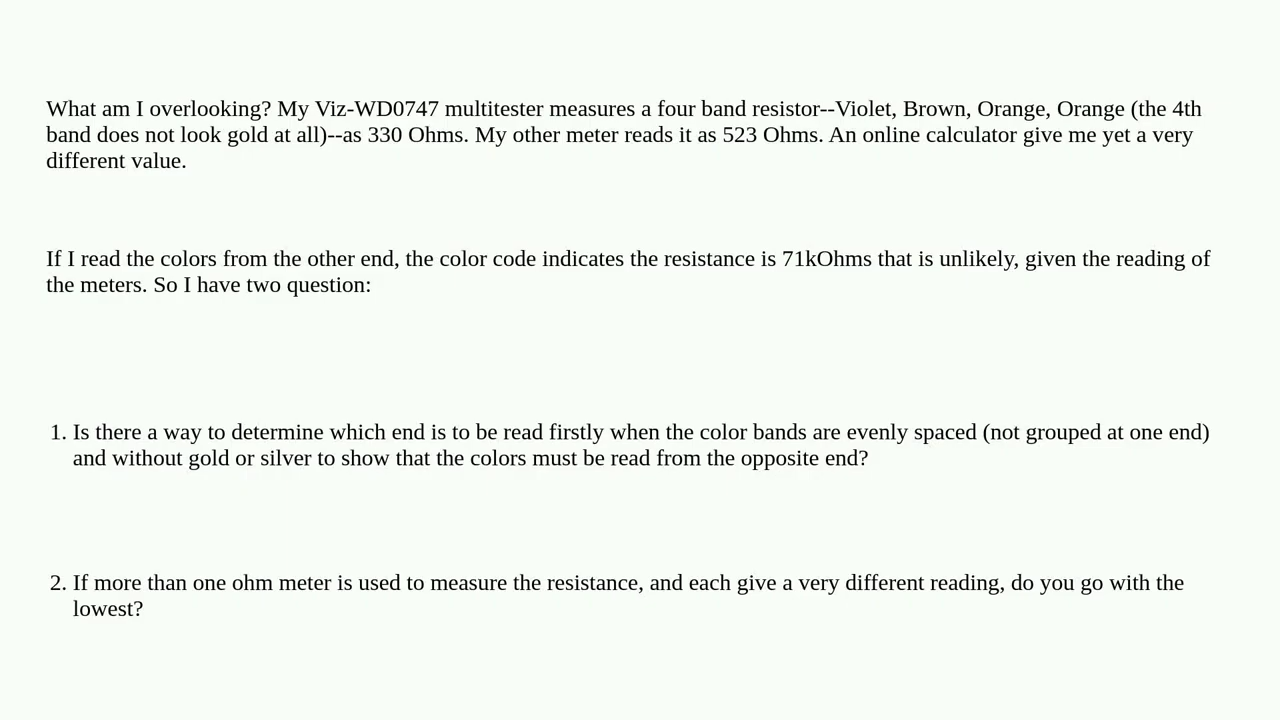 What am I overlooking? My Viz-WD0747 multitester measures a four band resistor--Violet, Brown, Orange, Orange (the 4th
band does not look gold at all)--as 330 Ohms. My other meter reads it as 523 Ohms. An online calculator give me yet a very
different value.
If I read the colors from the other end, the color code indicates the resistance is 71kOhms that is unlikely, given the reading of
the meters. So I have two question:
1. Is there a way to determine which end is to be read firstly when the color bands are evenly spaced (not grouped at one end)
and without gold or silver to show that the colors must be read from the opposite end?
2. If more than one ohm meter is used to measure the resistance, and each give a very different reading, do you go with the
lowest?